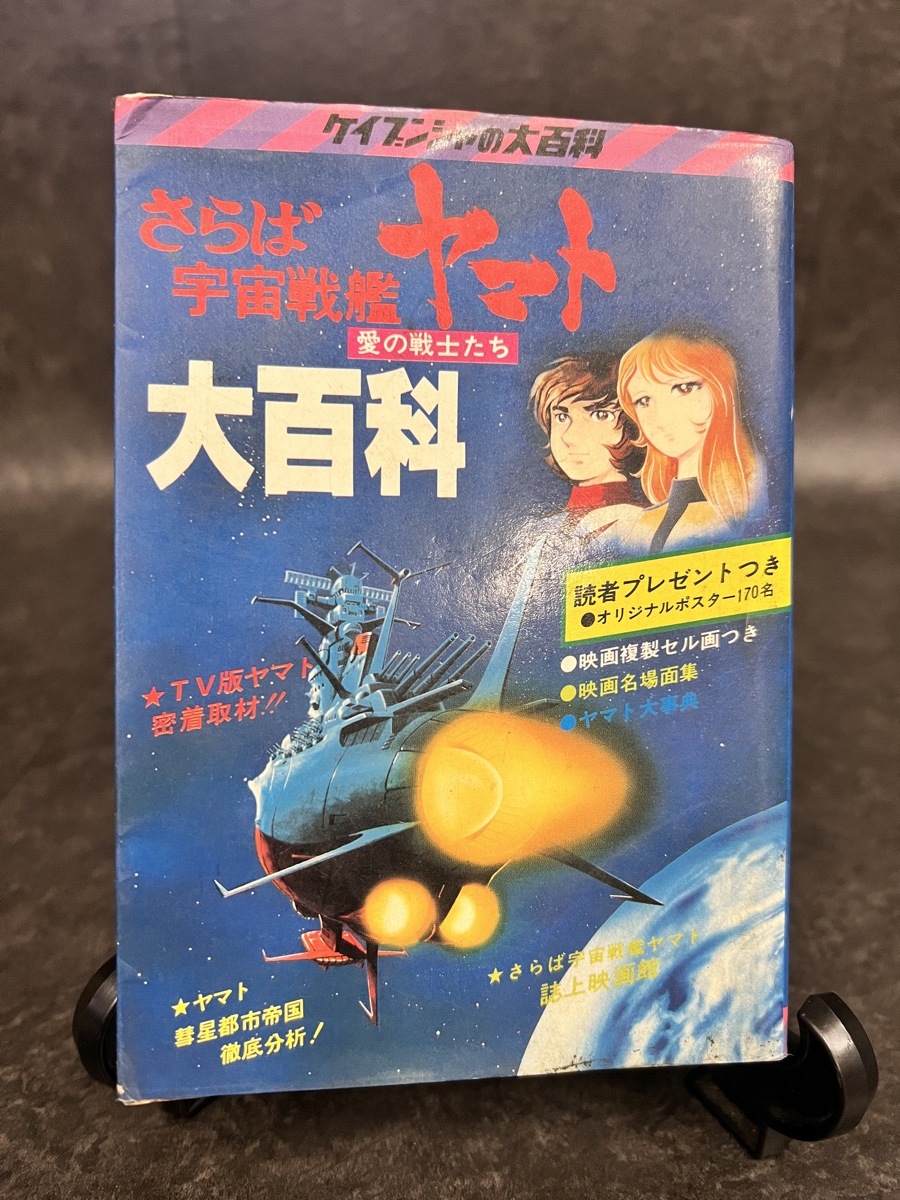 ケイブンシャの大百科
さらば
宇宙戦艦
ヤマト
愛の戦士たち
大百科
読者プレゼントつき
●オリジナルポスター170名
●映画複製セル画つき
●映画名場面集
●ヤマト大事典
★TV版ヤマト
密着取材!!
★さらば宇宙戦艦ヤマト
誌上映画館
★ヤマト
彗星都市帝国
徹底分析!